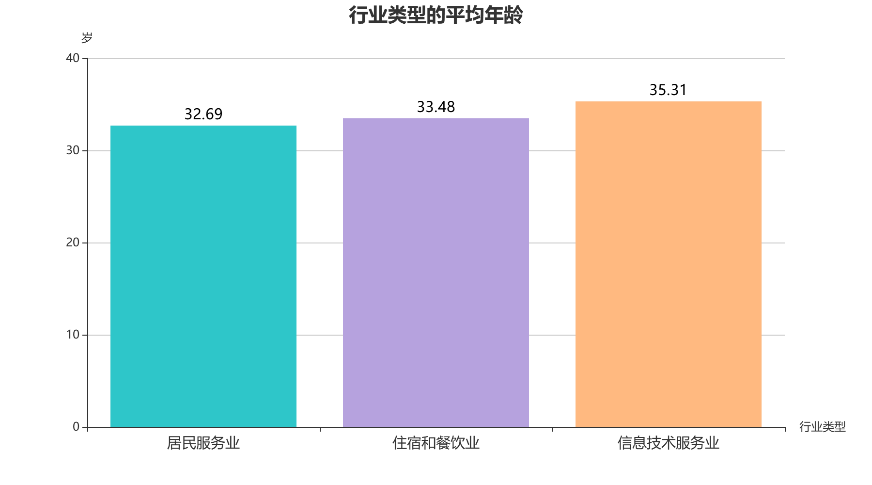 行业类型的平均年龄
岁
40
30
20
10
0
32.69
33.48
35.31
居民服务业
住宿和餐饮业
信息技术服务业
行业类型